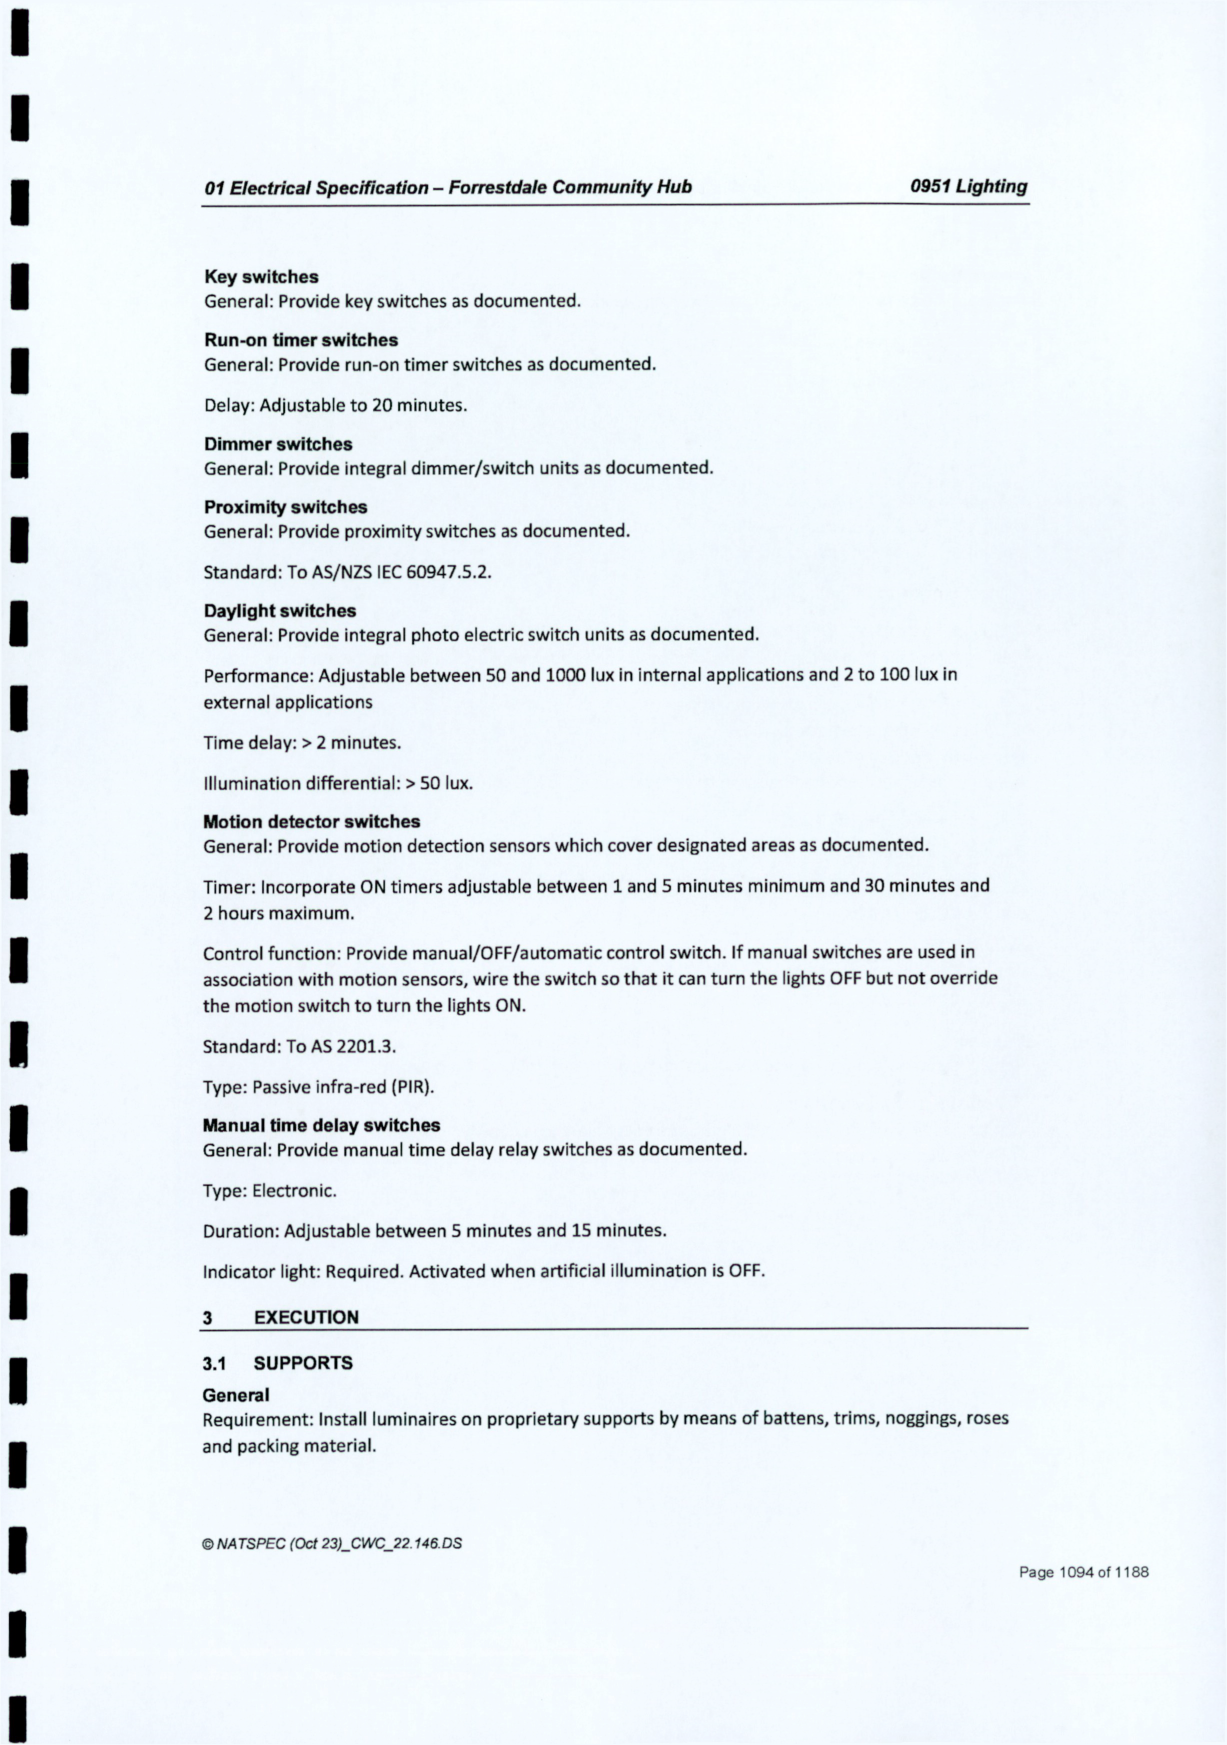 01 Electrical Specification – Forrestdale Community Hub 0951 Lighting
Key switches
General: Provide key switches as documented.
Run-on timer switches
General: Provide run-on timer switches as documented.
Delay: Adjustable to 20 minutes.
Dimmer switches
General: Provide integral dimmer/switch units as documented.
Proximity switches
General: Provide proximity switches as documented.
Standard: To AS/NZS IEC 60947.5.2.
Daylight switches
General: Provide integral photo electric switch units as documented.
Performance: Adjustable between 50 and 1000 lux in internal applications and 2 to 100 lux in
external applications
Time delay: > 2 minutes.
Illumination differential: > 50 lux.
Motion detector switches
General: Provide motion detection sensors which cover designated areas as documented.
Timer: Incorporate ON timers adjustable between 1 and 5 minutes minimum and 30 minutes and
2 hours maximum.
Control function: Provide manual/OFF/automatic control switch. If manual switches are used in
association with motion sensors, wire the switch so that it can turn the lights OFF but not override
the motion switch to turn the lights ON.
Standard: To AS 2201.3.
Type: Passive infra-red (PIR).
Manual time delay switches
General: Provide manual time delay relay switches as documented.
Type: Electronic.
Duration: Adjustable between 5 minutes and 15 minutes.
Indicator light: Required. Activated when artificial illumination is OFF.
3 EXECUTION
3.1 SUPPORTS
General
Requirement: Install luminaires on proprietary supports by means of battens, trims, noggings, roses
and packing material.
© NATSPEC (Oct 23)_CWC_22.146.DS
Page 1094 of 1188